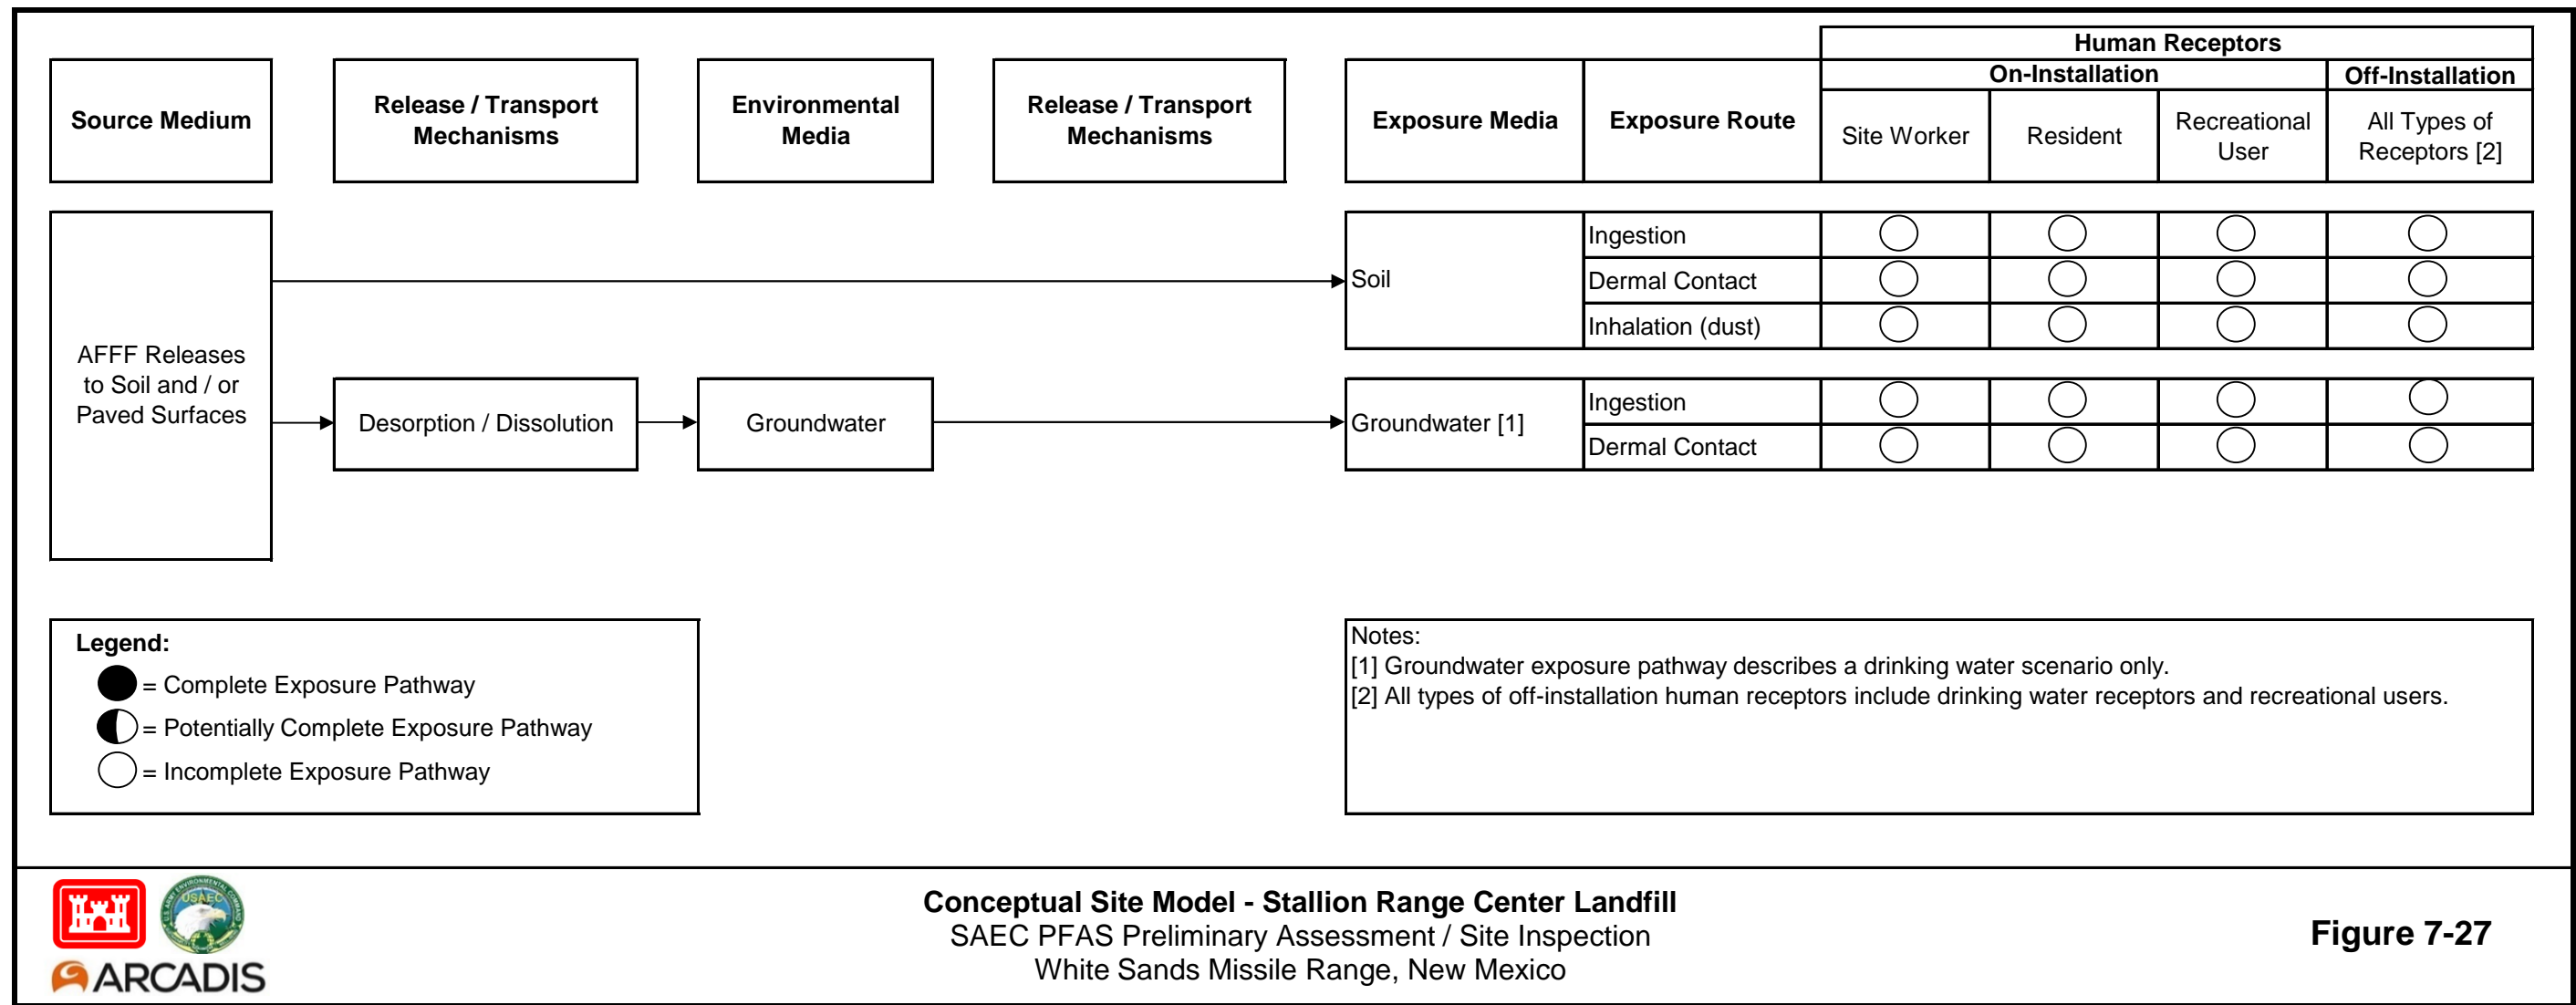 Human Receptors
On-Installation
Off-Installation
Source Medium
Release / Transport
Mechanisms
Environmental
Media
Release / Transport
Mechanisms
Exposure Media
Exposure Route
Site Worker
Resident
Recreational
User
All Types of
Receptors [2]
AFFF Releases
to Soil and / or
Paved Surfaces
Soil
Ingestion
Dermal Contact
Inhalation (dust)
Desorption / Dissolution
Groundwater
Groundwater [1]
Ingestion
Dermal Contact
Legend:
= Complete Exposure Pathway
= Potentially Complete Exposure Pathway
= Incomplete Exposure Pathway
Notes:
[1] Groundwater exposure pathway describes a drinking water scenario only.
[2] All types of off-installation human receptors include drinking water receptors and recreational users.
USAEC
ARCADIS
Conceptual Site Model - Stallion Range Center Landfill
SAEC PFAS Preliminary Assessment / Site Inspection
White Sands Missile Range, New Mexico
Figure 7-27